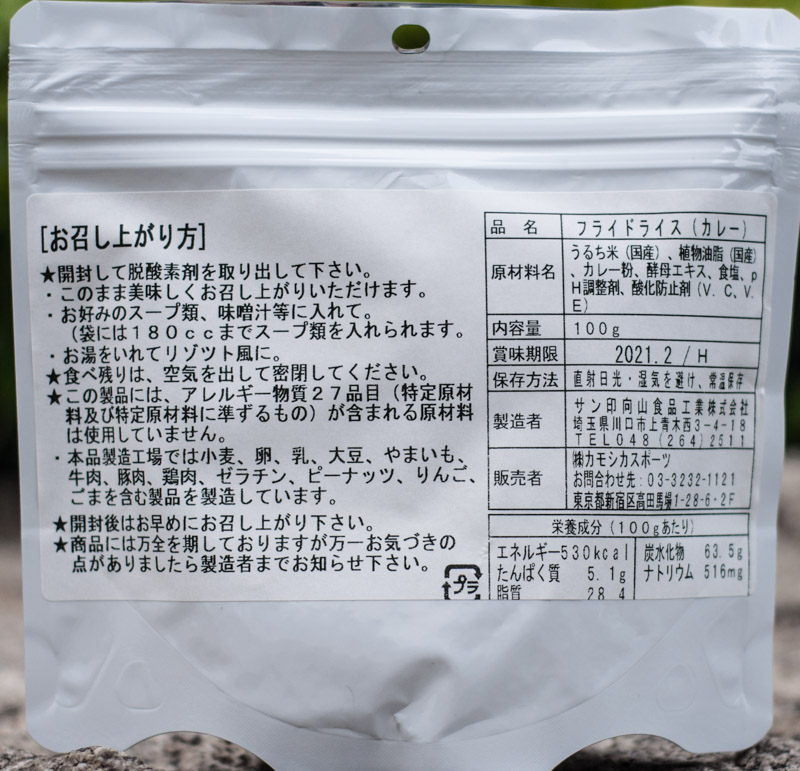 [お召し上がり方]
★開封して脱酸素剤を取り出して下さい。
・このまま美味しくお召し上がりいただけます。
・お好みのスープ類、味噌汁等に入れて。
（袋には１８０ｃｃまでスープ類を入れられます。
・お湯をいれてリゾット風に。
★食べ残りは、空気を出して密閉してください。
★この製品には、アレルギー物質２７品目（特定原材
料及び特定原材料に準ずるもの）が含まれる原材料
は使用していません。
・本品製造工場では小麦、卵、乳、大豆、やまいも、
牛肉、豚肉、鶏肉、ゼラチン、ピーナッツ、りんご、
ごまを含む製品を製造しています。
★開封後はお早めにお召し上がり下さい。
★商品には万全を期しておりますが万一お気づきの
点がありましたら製造者までお知らせ下さい。
プラ
品　名　フライドライス（カレー）
原材料名　うるち米（国産）、植物油脂（国産）
、カレー粉、酵母エキス、食塩、ｐ
Ｈ調整剤、酸化防止剤（Ｖ．Ｃ、Ｖ．
Ｅ）
内容量　１００ｇ
賞味期限　2021.2 / H
保存方法　直射日光・湿気を避け、常温保存
製造者　サン印向山食品工業株式会社
埼玉県川口市上青木西３－４－１８
ＴＥＬ０４８（２６４）２５１１
販売者　㈱カモシカスポーツ
お問合わせ先：03-3232-1121
東京都新宿区高田馬場1-28-6・2F
栄養成分（１００ｇあたり）
エネルギー530kcal　炭水化物　63.5g
たんぱく質　5.1g　ナトリウム　516mg
脂質　28.4